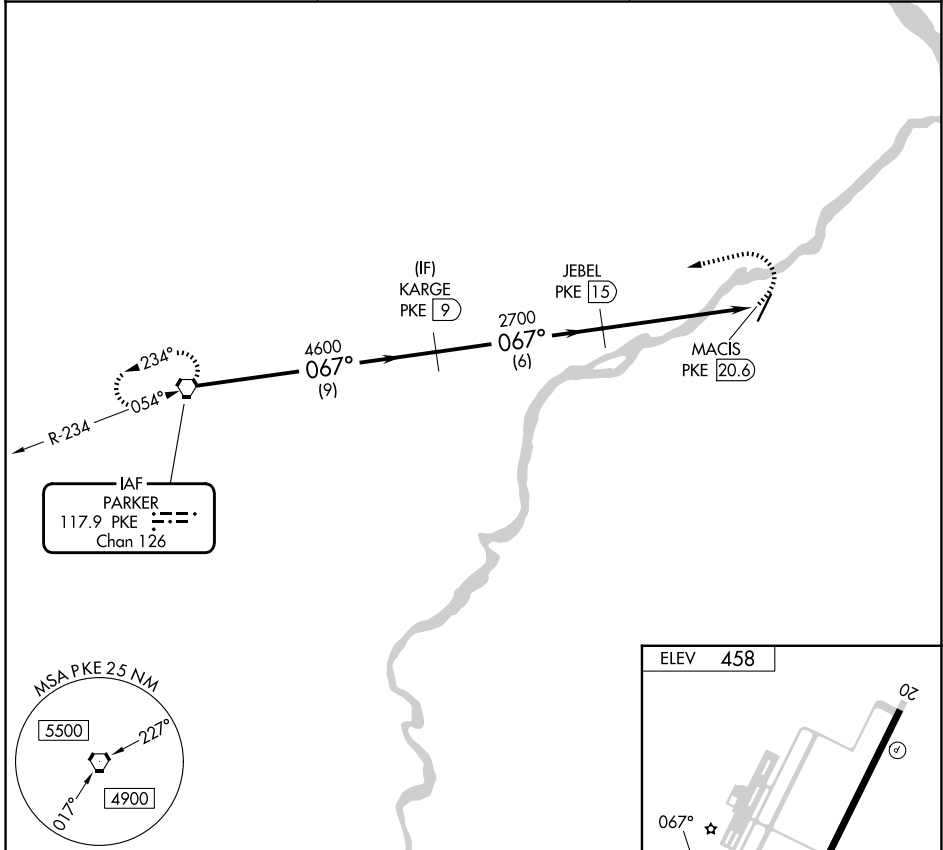 (IF)
KARGE
PKE 9
JEBEL
PKE 15
4600
067°
(9)
2700
067°
(6)
MACIS
PKE 20.6
234°
054°
R-234
IAF
PARKER
117.9 PKE
Chan 126
MSA PKE 25 NM
5500
227°
4900
017°
ELEV 458
20
P
067°